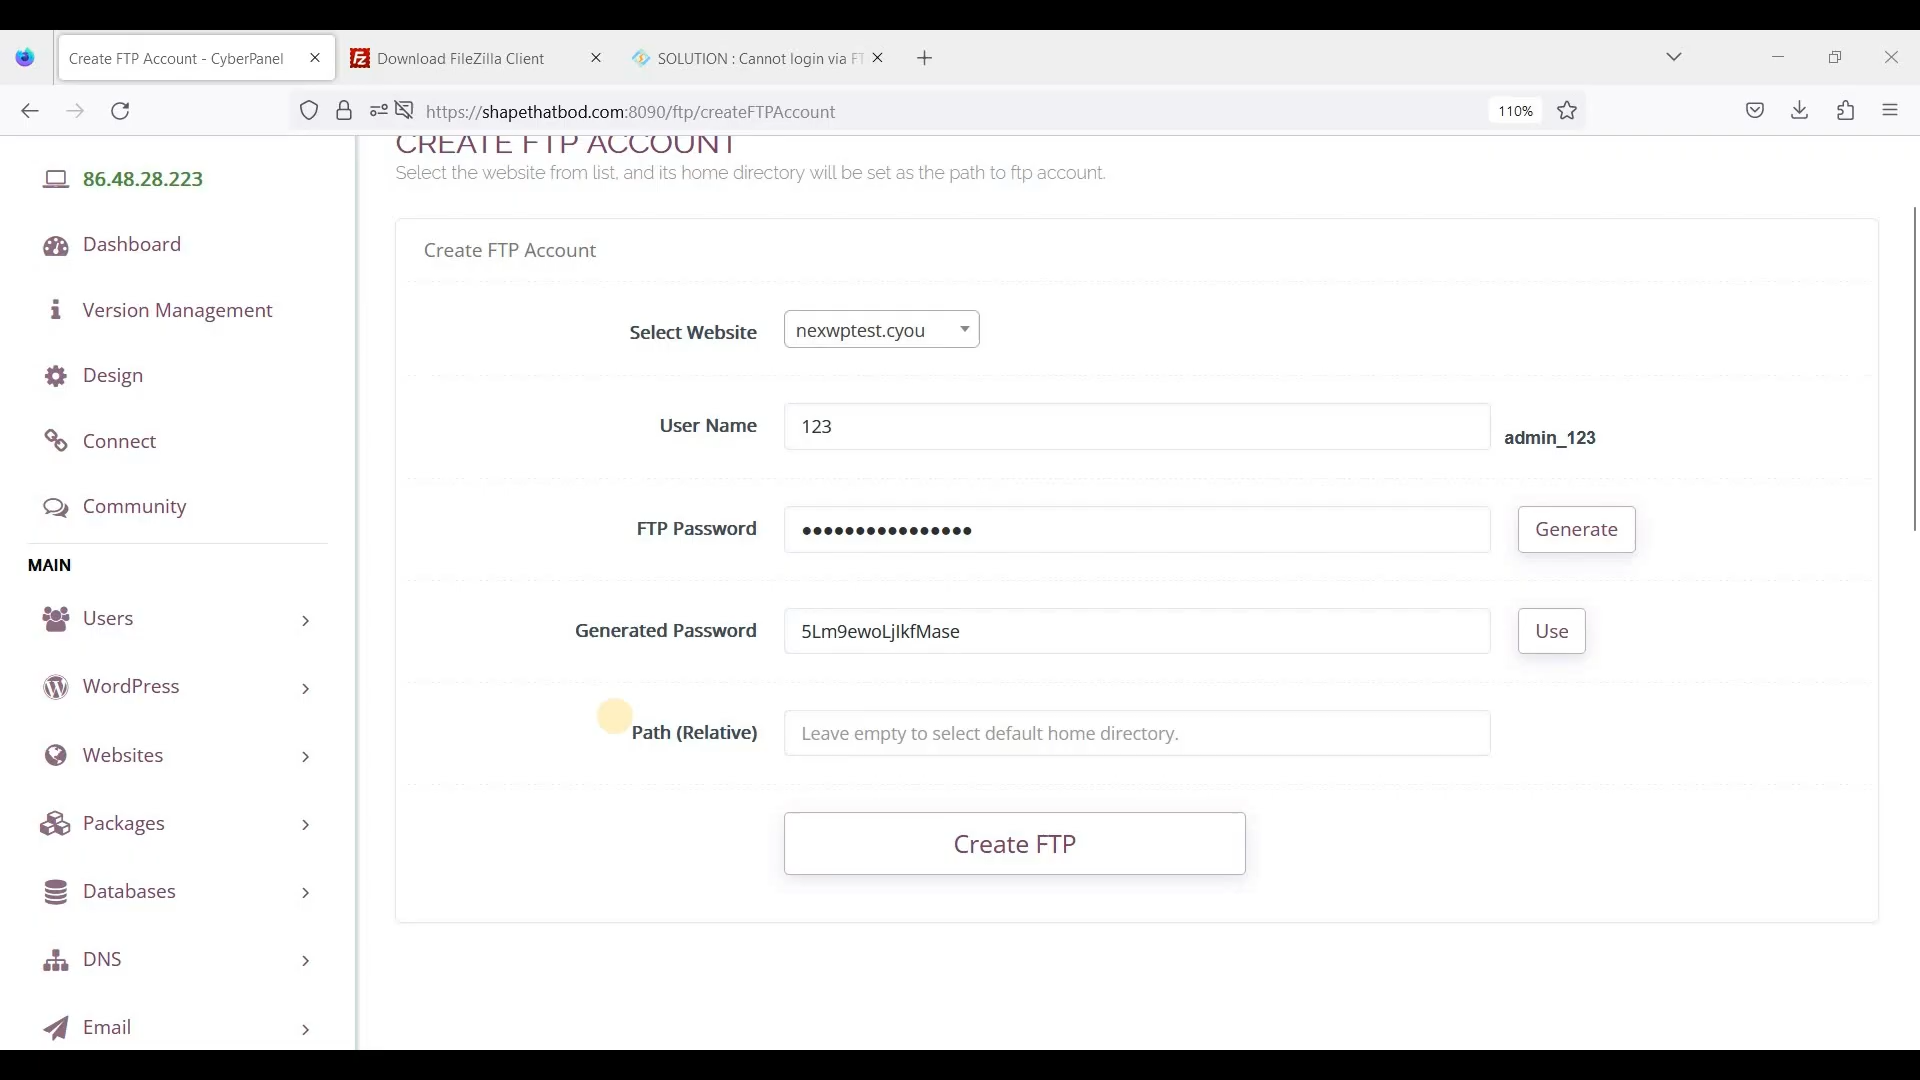 Create FTP Account - CyberPanel
Download FileZilla Client
SOLUTION : Cannot login via FT
https://shapethatbod.com:8090/ftp/createFTPAccount
110%
CREATE FTP ACCOUNT
Select the website from list, and its home directory will be set as the path to ftp account.
86.48.28.223
Dashboard
Version Management
Design
Connect
Community
MAIN
Users
WordPress
Websites
Packages
Databases
DNS
Email
Create FTP Account
Select Website
nexwptest.cyou
User Name
123
admin_123
FTP Password
••••••••••••••••
Generate
Generated Password
5Lm9ewoLjIkfMase
Use
Path (Relative)
Leave empty to select default home directory.
Create FTP